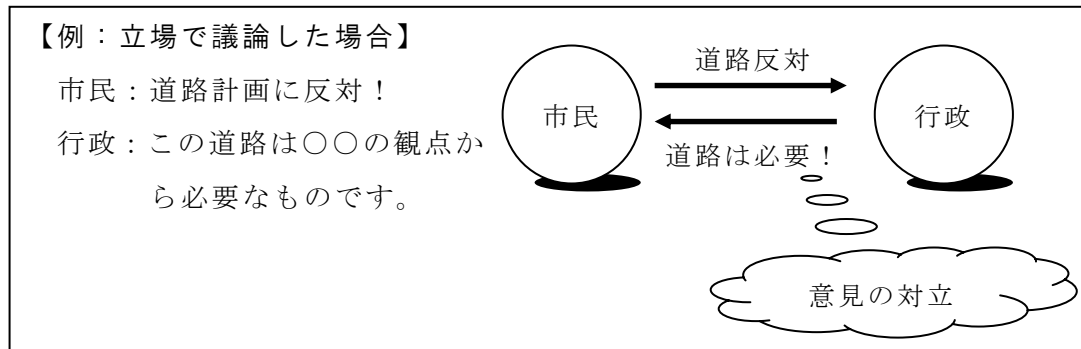 【例：立場で議論した場合】
市民：道路計画に反対！
行政：この道路は○○の観点か
ら必要なものです。
道路反対
市民
行政
道路は必要！
意見の対立